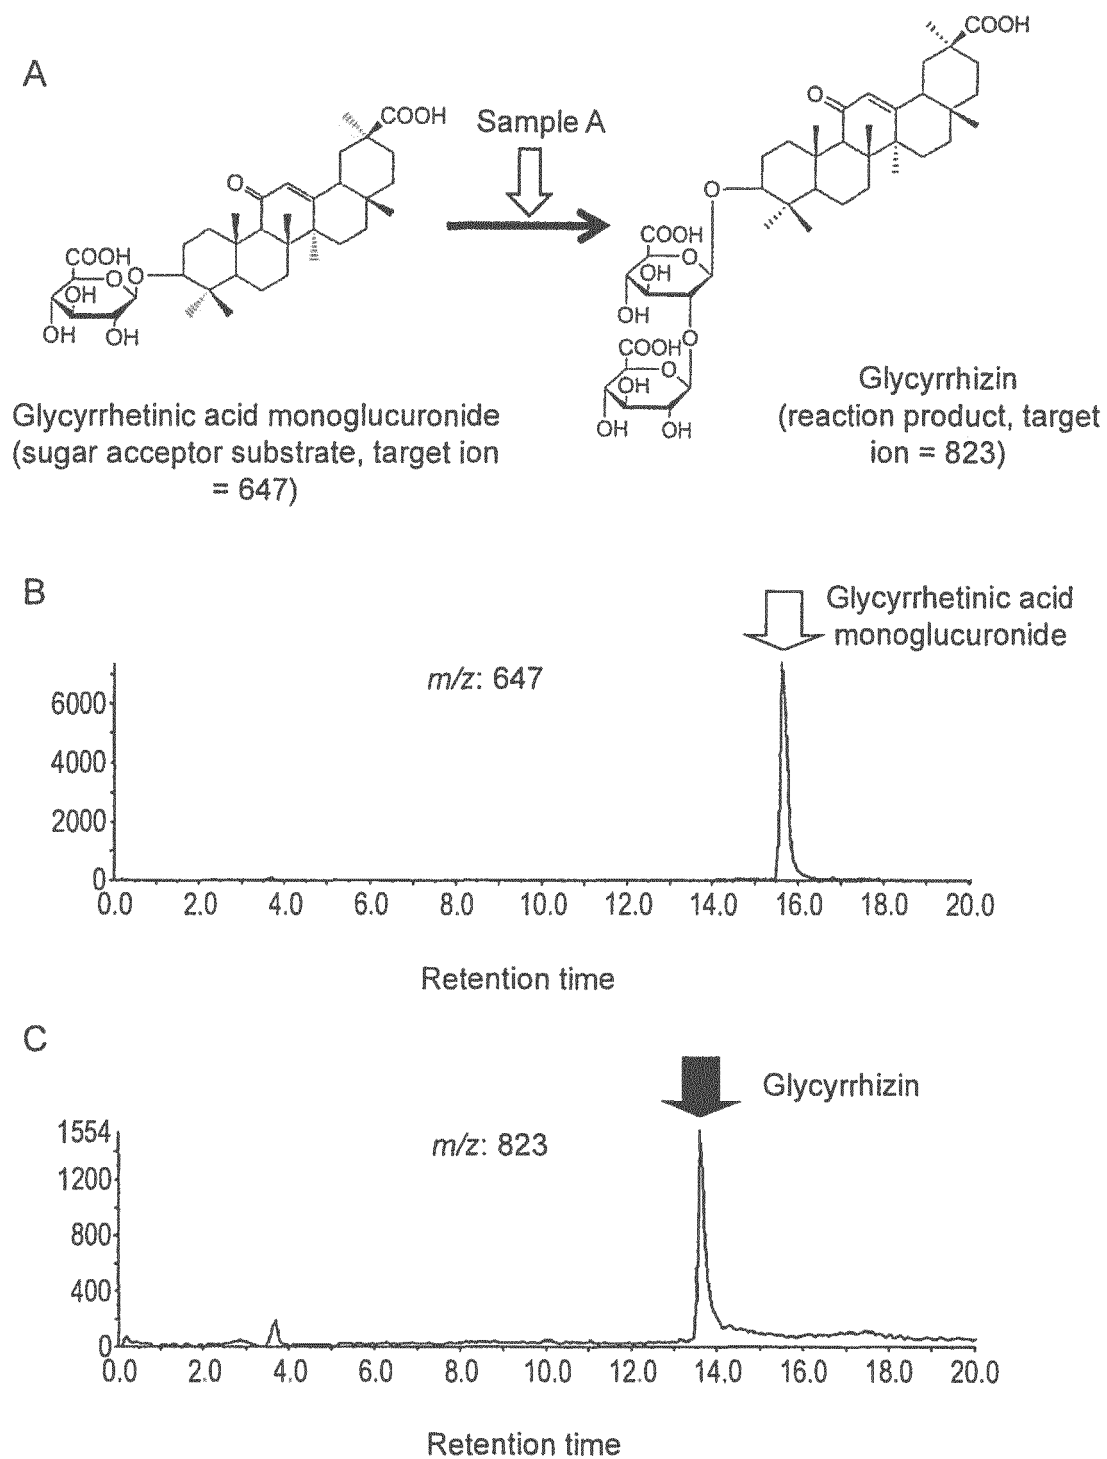 A
COOH
COOH
Sample A
O
O
COOH
O
O
OH
OH
OH
O
COOH
O
OH
OH
O
COOH
O
OH
OH
OH
Glycyrrhetinic acid monoglucuronide
(sugar acceptor substrate, target ion
= 647)
Glycyrrhizin
(reaction product, target
ion = 823)
B
Glycyrrhetinic acid
monoglucuronide
m/z: 647
6000
4000
2000
0
0.0 2.0 4.0 6.0 8.0 10.0 12.0 14.0 16.0 18.0 20.0
Retention time
C
Glycyrrhizin
m/z: 823
1554
1200
800
400
0
0.0 2.0 4.0 6.0 8.0 10.0 12.0 14.0 16.0 18.0 20.0
Retention time